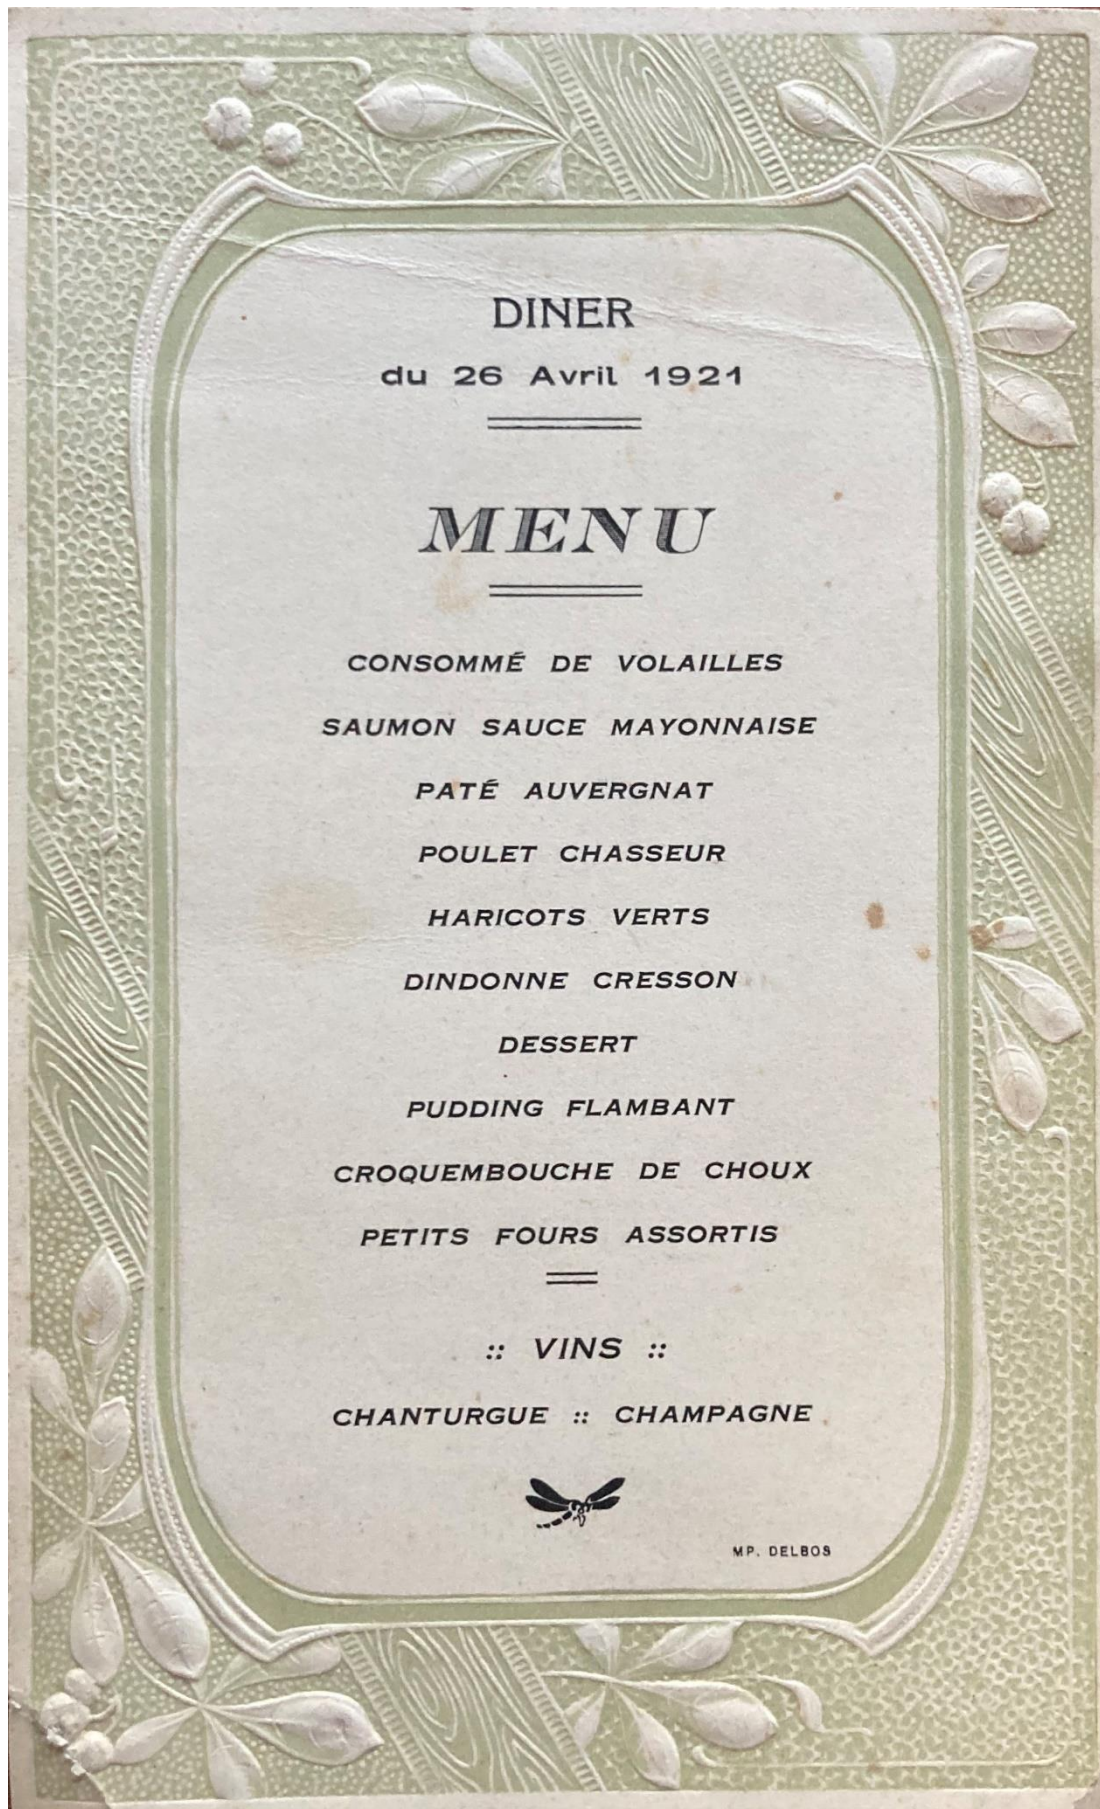 DINER
du 26 Avril 1921
MENU
CONSOMMÉ DE VOLAILLES
SAUMON SAUCE MAYONNAISE
PATÉ AUVERGNAT
POULET CHASSEUR
HARICOTS VERTS
DINDONNE CRESSON
DESSERT
PUDDING FLAMBANT
CROQUEMBOUCHE DE CHOUX
PETITS FOURS ASSORTIS
:: VINS ::
CHANTURGUE :: CHAMPAGNE
MP. DELBOS